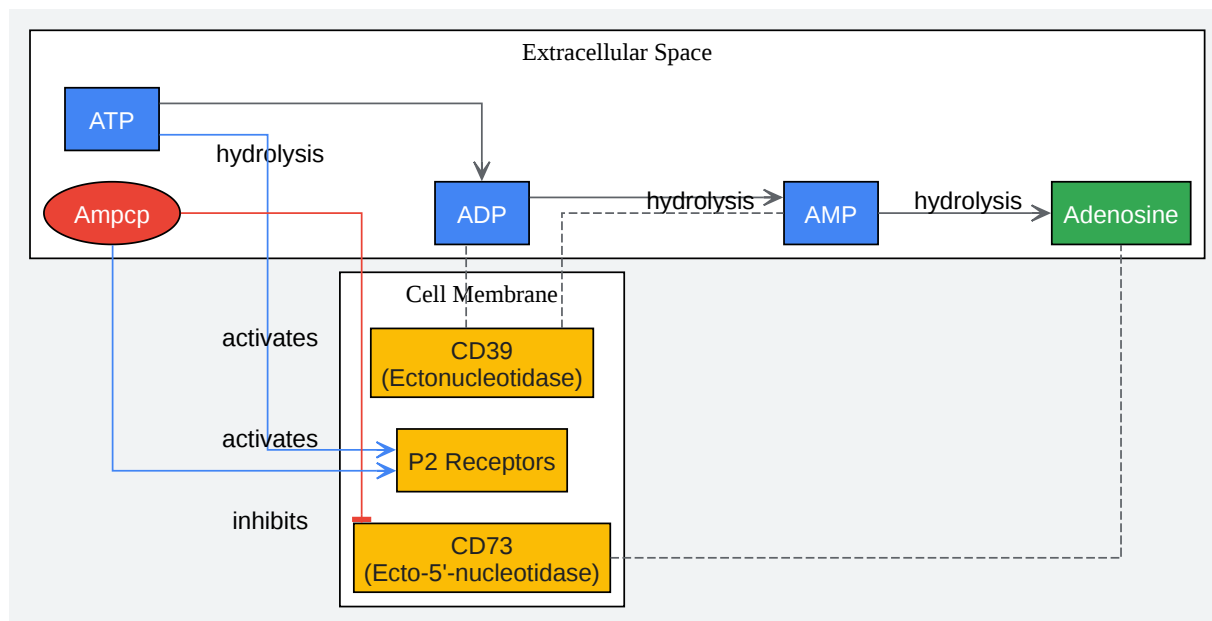 Extracellular Space
ATP
hydrolysis
Ampcp
ADP
hydrolysis
AMP
hydrolysis
Adenosine
Cell Membrane
activates
CD39
(Ectonucleotidase)
activates
P2 Receptors
inhibits
CD73
(Ecto-5'-nucleotidase)